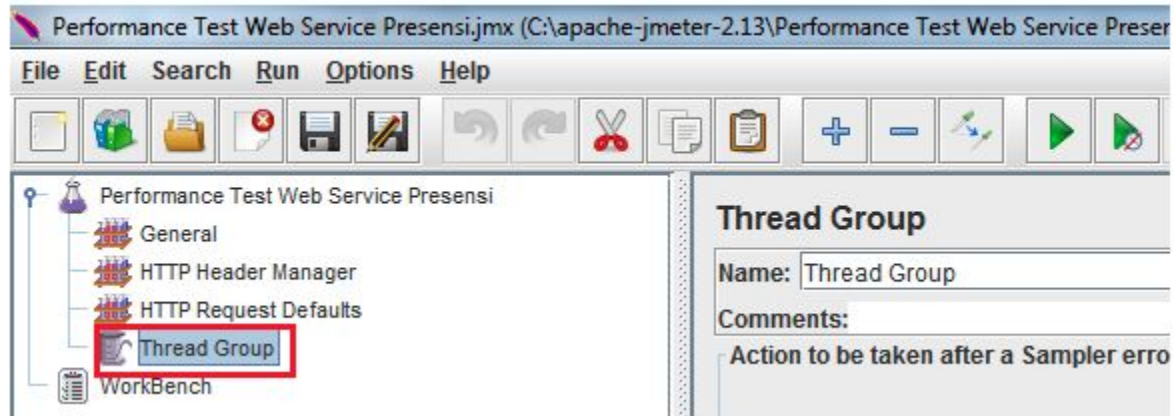 Performance Test Web Service Presensi.jmx (C:\apache-jmeter-2.13\Performance Test Web Service Preser
File Edit Search Run Options Help
Performance Test Web Service Presensi
General
HTTP Header Manager
HTTP Request Defaults
Thread Group
WorkBench
Thread Group
Name: Thread Group
Comments:
Action to be taken after a Sampler erro